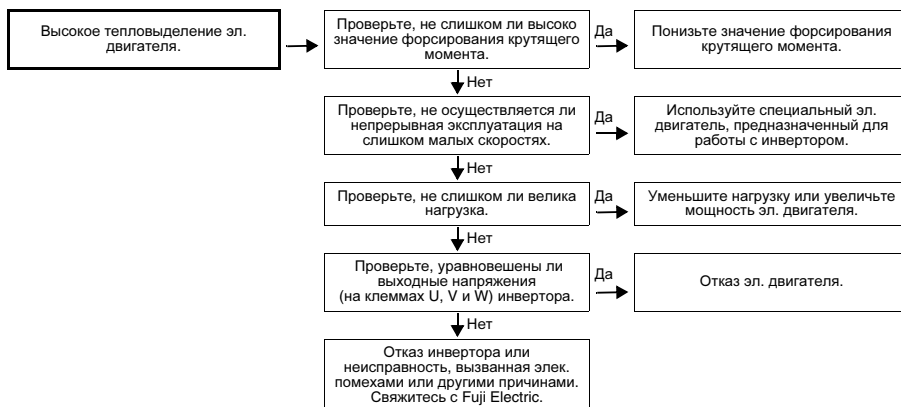 Высокое тепловыделение эл.
двигателя.
Проверьте, не слишком ли высоко
значение форсирования крутящего
момента.
Да
Понизьте значение форсирования
крутящего момента.
Нет
Проверьте, не осуществляется ли
непрерывная эксплуатация на
слишком малых скоростях.
Да
Используйте специальный эл.
двигатель, предназначенный для
работы с инвертором.
Нет
Проверьте, не слишком ли велика
нагрузка.
Да
Уменьшите нагрузку или увеличьте
мощность эл. двигателя.
Нет
Проверьте, уравновешены ли
выходные напряжения
(на клеммах U, V и W) инвертора.
Да
Отказ эл. двигателя.
Нет
Отказ инвертора или
неисправность, вызванная элек.
помехами или другими причинами.
Свяжитесь с Fuji Electric.